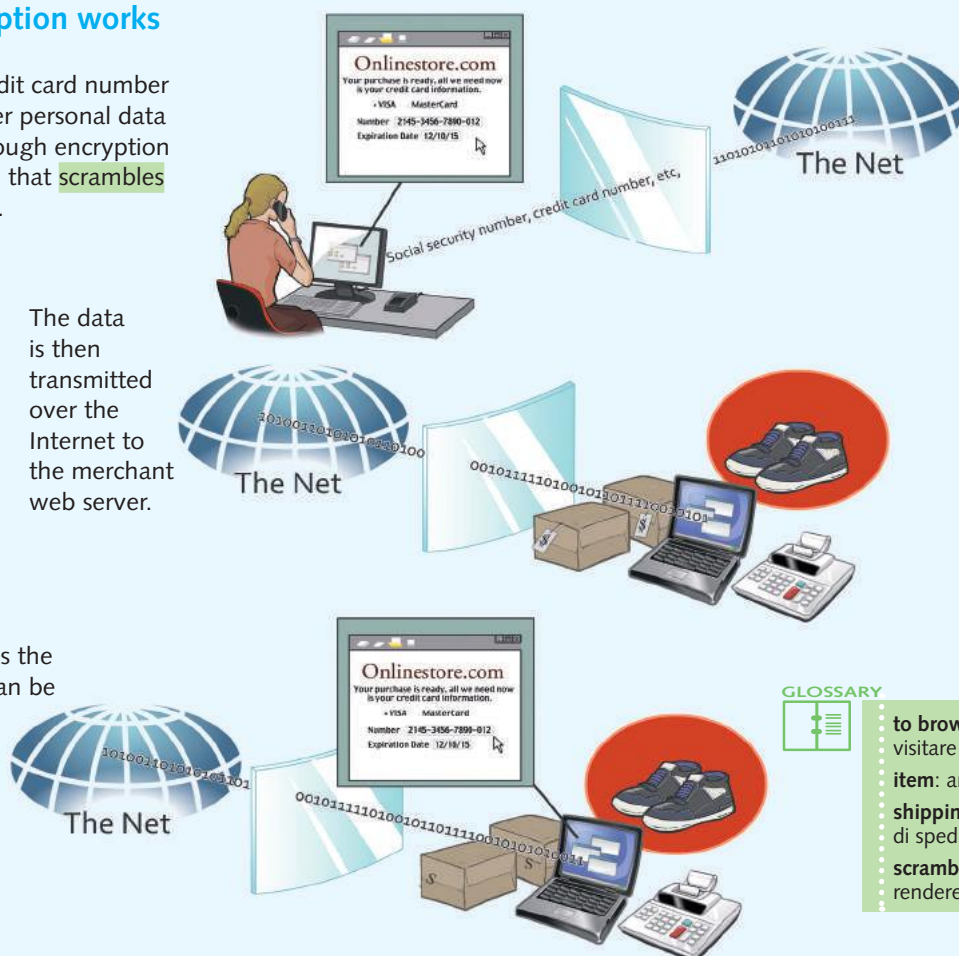 ption works
dit card number
er personal data
ough encryption
that scrambles
.
Onlinestore.com
Your purchase is ready, all we need now
is your credit card information.
• VISA MasterCard
Number 2145-3456-7890-012
Expiration Date 12/10/15
Social security number, credit card number, etc,
11010101101010100111
The Net
The data
is then
transmitted
over the
Internet to
the merchant
web server.
The Net
$
$
s the
an be
Onlinestore.com
Your purchase is ready, all we need now
is your credit card information.
• VISA MasterCard
Number 2145-3456-7890-012
Expiration Date 12/10/15
The Net
S
S
GLOSSARY
to brow
visitare
item: ar
shippin
di sped
scramb
rendere